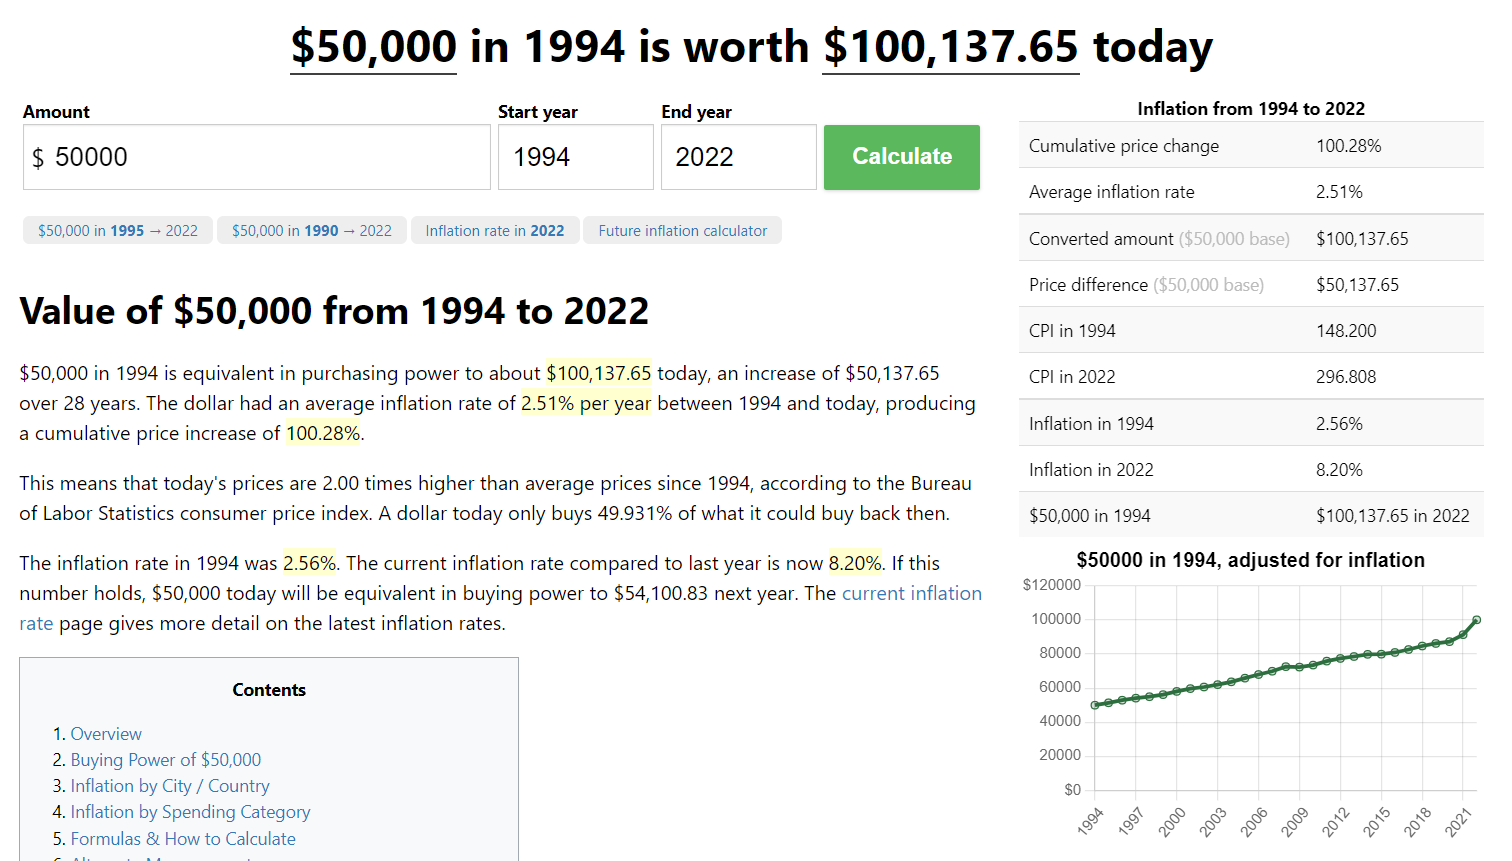 $50,000 in 1994 is worth $100,137.65 today
Amount
$ 50000
Start year
1994
End year
2022
Calculate
$50,000 in 1995 → 2022
$50,000 in 1990 → 2022
Inflation rate in 2022
Future inflation calculator
Value of $50,000 from 1994 to 2022
$50,000 in 1994 is equivalent in purchasing power to about $100,137.65 today, an increase of $50,137.65
over 28 years. The dollar had an average inflation rate of 2.51% per year between 1994 and today, producing
a cumulative price increase of 100.28%.
This means that today's prices are 2.00 times higher than average prices since 1994, according to the Bureau
of Labor Statistics consumer price index. A dollar today only buys 49.931% of what it could buy back then.
The inflation rate in 1994 was 2.56%. The current inflation rate compared to last year is now 8.20%. If this
number holds, $50,000 today will be equivalent in buying power to $54,100.83 next year. The current inflation
rate page gives more detail on the latest inflation rates.
Contents
1. Overview
2. Buying Power of $50,000
3. Inflation by City / Country
4. Inflation by Spending Category
5. Formulas & How to Calculate
Inflation from 1994 to 2022
Cumulative price change 100.28%
Average inflation rate 2.51%
Converted amount ($50,000 base) $100,137.65
Price difference ($50,000 base) $50,137.65
CPI in 1994 148.200
CPI in 2022 296.808
Inflation in 1994 2.56%
Inflation in 2022 8.20%
$50,000 in 1994 $100,137.65 in 2022
$50000 in 1994, adjusted for inflation
$120000
100000
80000
60000
40000
20000
$0
1994 1997 2000 2003 2006 2009 2012 2015 2018 2021